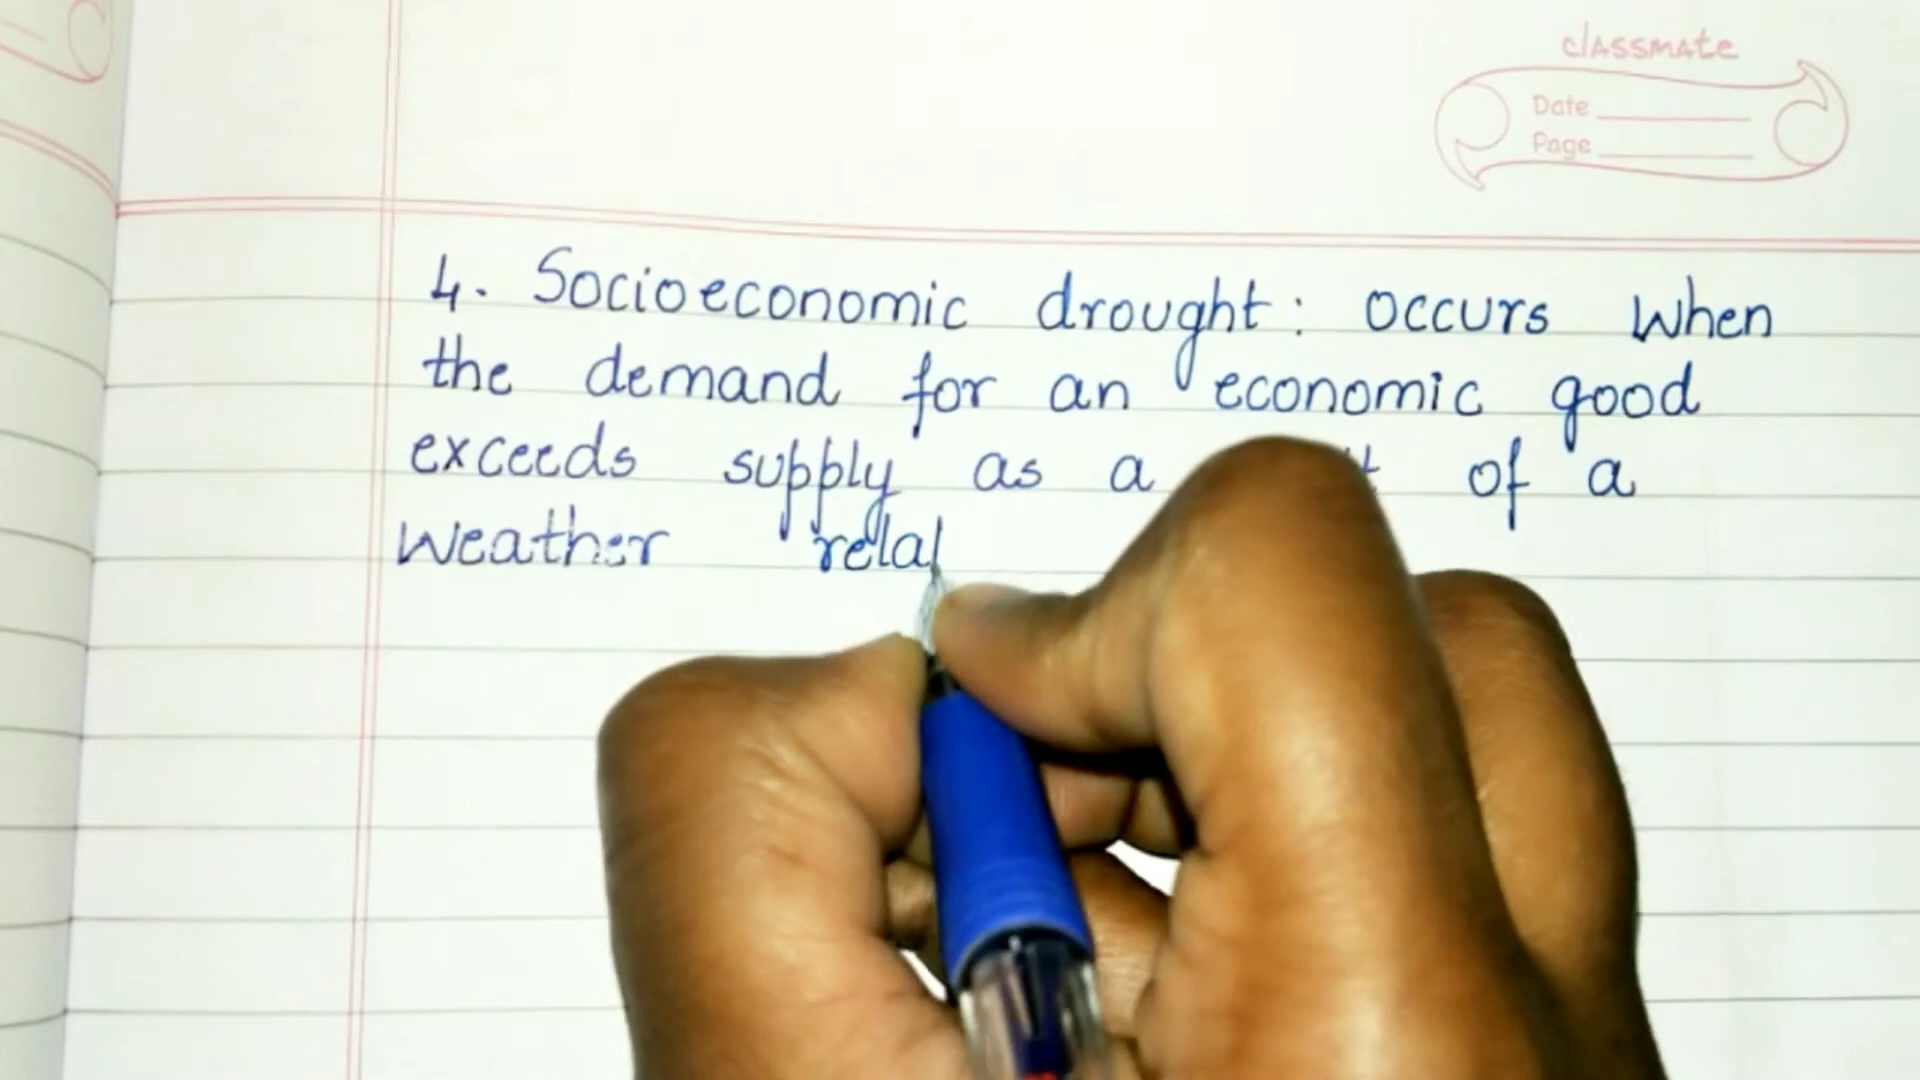 classmate
Date
Page
4. Socioeconomic drought: occurs when
the demand for an economic good
exceeds supply as a of a
weather rela